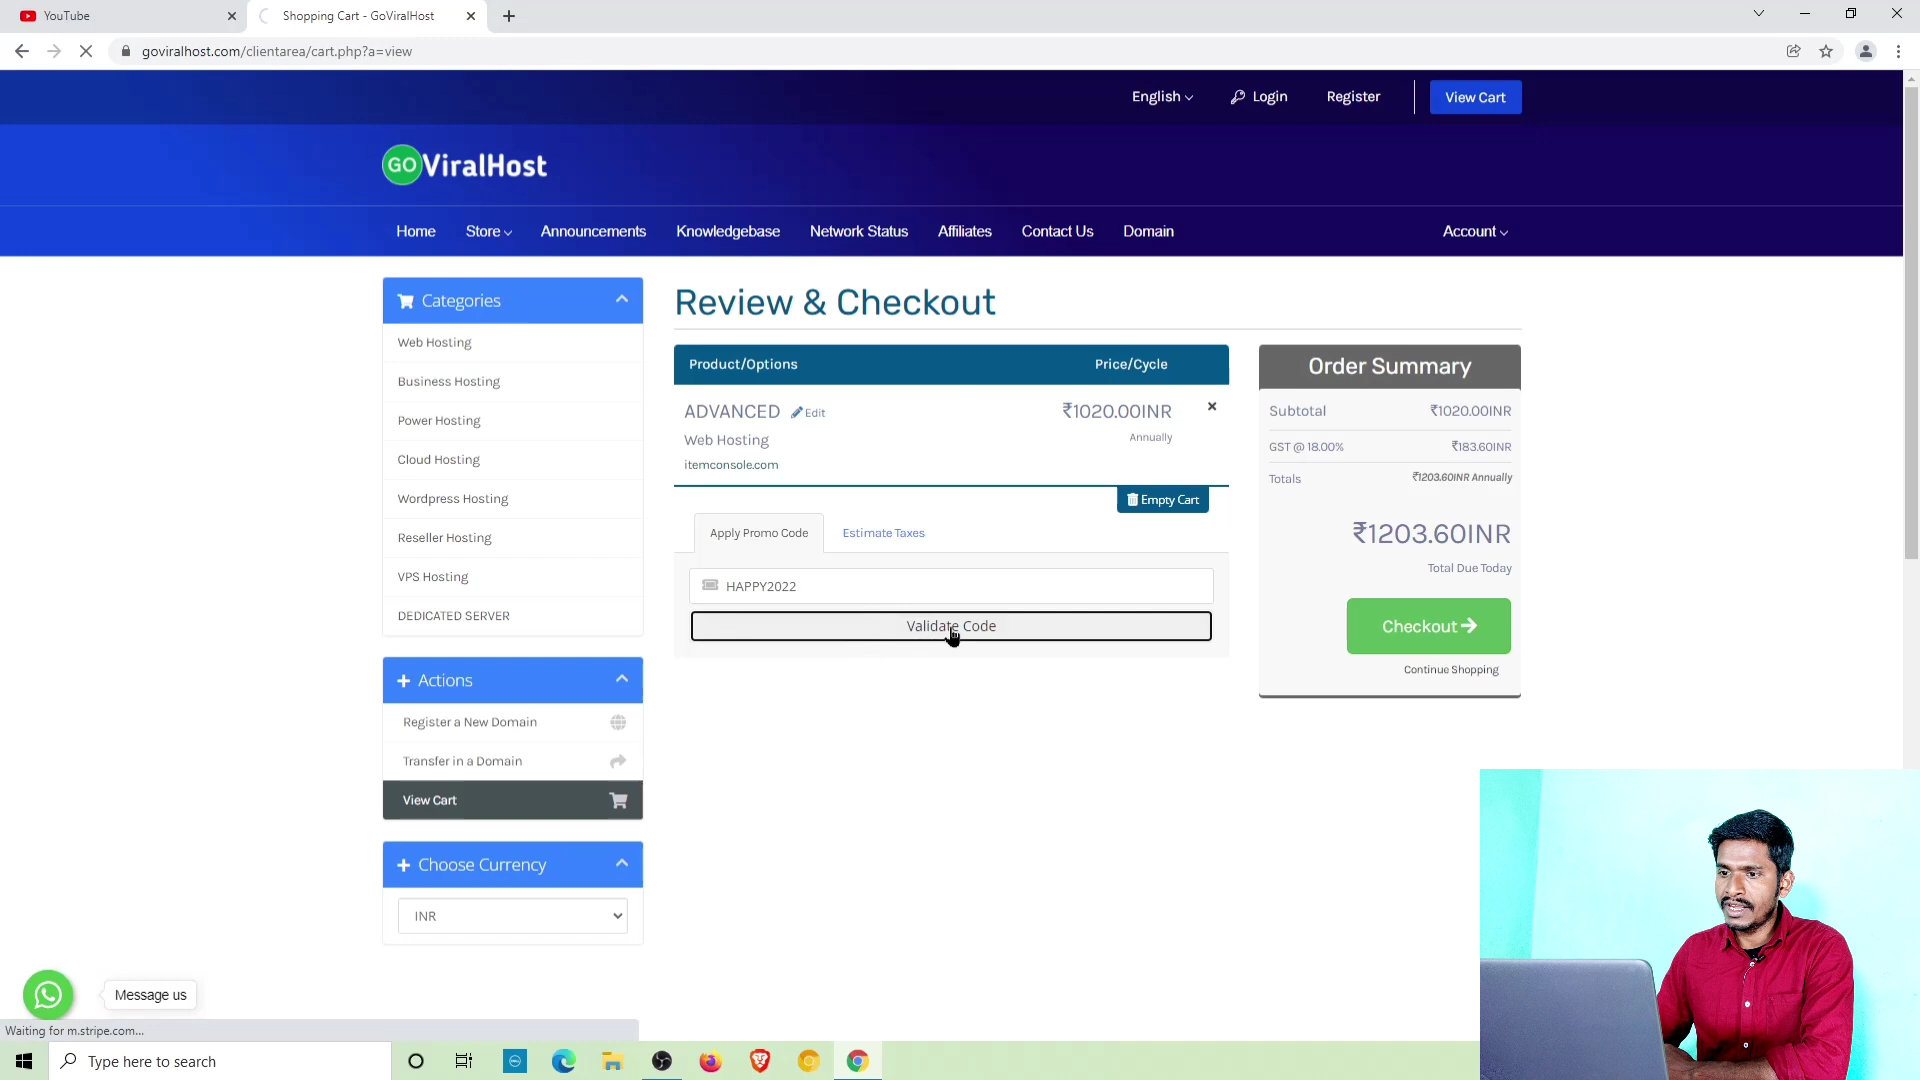 YouTube
Shopping Cart - GoViralHost
goviralhost.com/clientarea/cart.php?a=view
English
Login
Register
View Cart
GO ViralHost
Home
Store
Announcements
Knowledgebase
Network Status
Affiliates
Contact Us
Domain
Account
Categories
Web Hosting
Business Hosting
Power Hosting
Cloud Hosting
Wordpress Hosting
Reseller Hosting
VPS Hosting
DEDICATED SERVER
Actions
Register a New Domain
Transfer in a Domain
View Cart
Choose Currency
INR
Review & Checkout
Product/Options
Price/Cycle
ADVANCED
Edit
₹1020.00INR
Web Hosting
Annually
itemconsole.com
Empty Cart
Apply Promo Code
Estimate Taxes
HAPPY2022
Validate Code
Order Summary
Subtotal
₹1020.00INR
GST @ 18.00%
₹183.60INR
Totals
₹1203.60INR Annually
₹1203.60INR
Total Due Today
Checkout
Continue Shopping
Message us
Waiting for m.stripe.com...
Type here to search